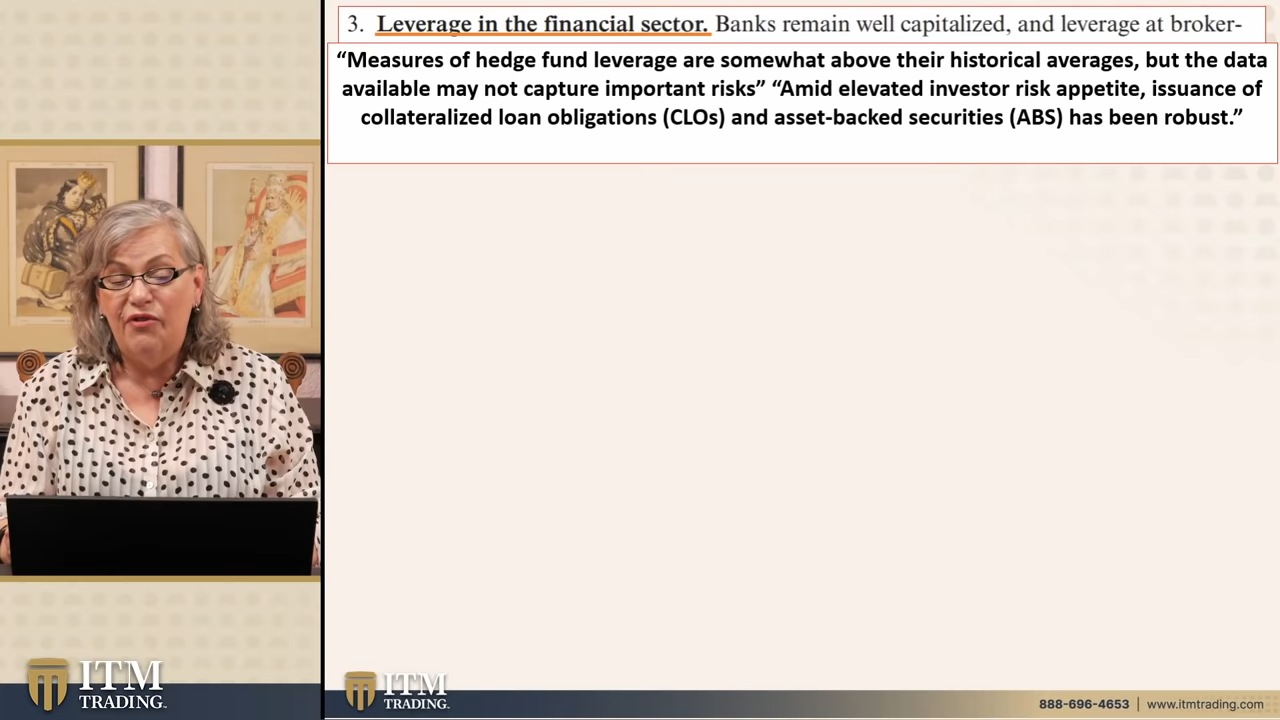 3. Leverage in the financial sector. Banks remain well capitalized, and leverage at broker-
“Measures of hedge fund leverage are somewhat above their historical averages, but the data
available may not capture important risks” “Amid elevated investor risk appetite, issuance of
collateralized loan obligations (CLOs) and asset-backed securities (ABS) has been robust.”
ITM
TRADING
ITM
TRADING
888-696-4653 | www.itmtrading.com